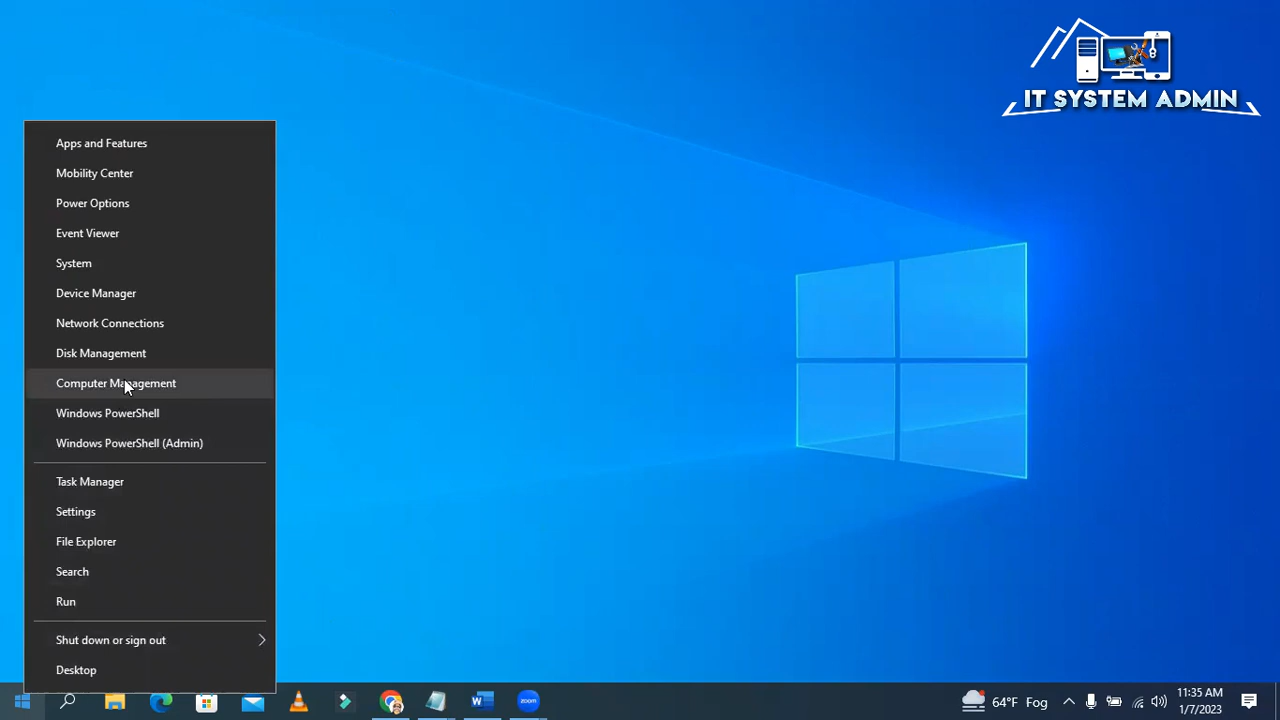 IT SYSTEM ADMIN
Apps and Features
Mobility Center
Power Options
Event Viewer
System
Device Manager
Network Connections
Disk Management
Computer Management
Windows PowerShell
Windows PowerShell (Admin)
Task Manager
Settings
File Explorer
Search
Run
Shut down or sign out
Desktop
W
zoom
64°F Fog
11:35 AM
1/7/2023